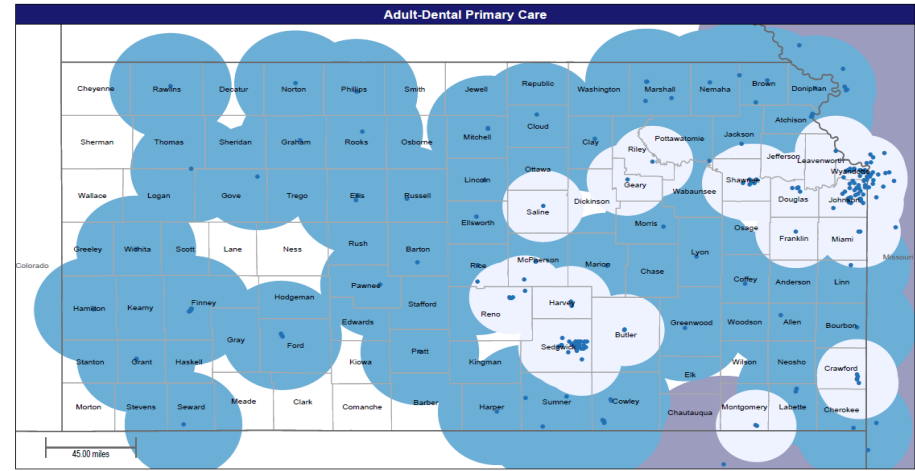 Adult-Dental Primary Care
Cheyenne Rawlins Decatur Norton Phillips Smith Jewell Republic Washington Marshall Nemaha Brown Doniphan
Atchison
Sherman Thomas Sheridan Graham Rooks Osborne Mitchell Cloud Clay Riley Pottawatomie Jackson
Jefferson Leavenworth
Wallace Logan Gove Trego Ellis Russell Lincoln Ottawa Dickinson Geary Wabaunsee Shawnee Douglas Wyandotte Johnson
Saline
Greeley Wichita Scott Lane Ness Rush Barton Ellsworth McPherson Marion Morris Chase Lyon Osage Franklin Miami
Colorado
Missouri
Hamilton Kearny Finney Hodgeman Pawnee Stafford Rice Reno Harvey Butler Greenwood Coffey Anderson Linn
Gray Ford Edwards Woodson Allen Bourbon
Stanton Grant Haskell Kiowa Pratt Kingman Sedgwick Elk Wilson Neosho Crawford
Morton Stevens Seward Meade Clark Comanche Barber Harper Sumner Cowley Chautauqua Montgomery Labette Cherokee
45.00 miles